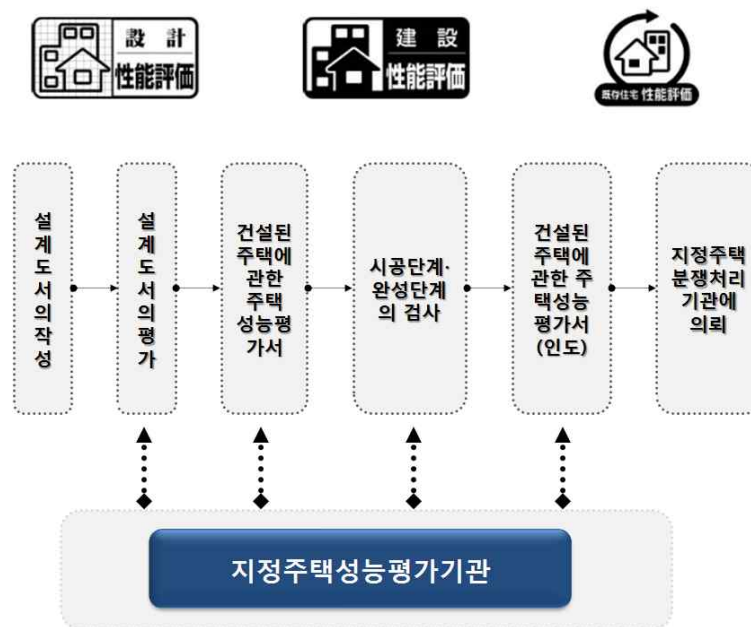 設 計
性能評価
建 設
性能評価
既存住宅 性能評価
설
계
도
서
의
작
성
설
계
도
서
의
평
가
건설된
주택에
관한
주택
성능평
가서
시공단계·
완성단계
의 검사
건설된
주택에
관한 주
택성능
평가서
(인도)
지정주택
분쟁처리
기관에
의뢰
지정주택성능평가기관